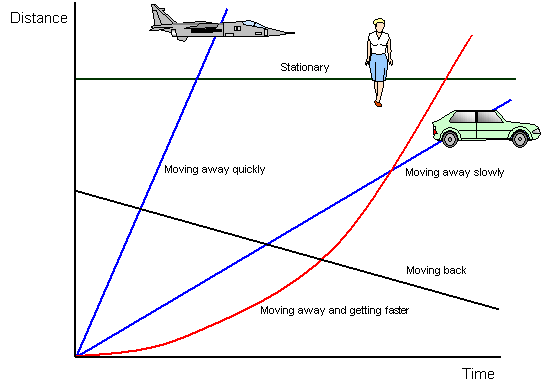 Distance
Stationary
Moving away quickly
Moving away slowly
Moving back
Moving away and getting faster
Time